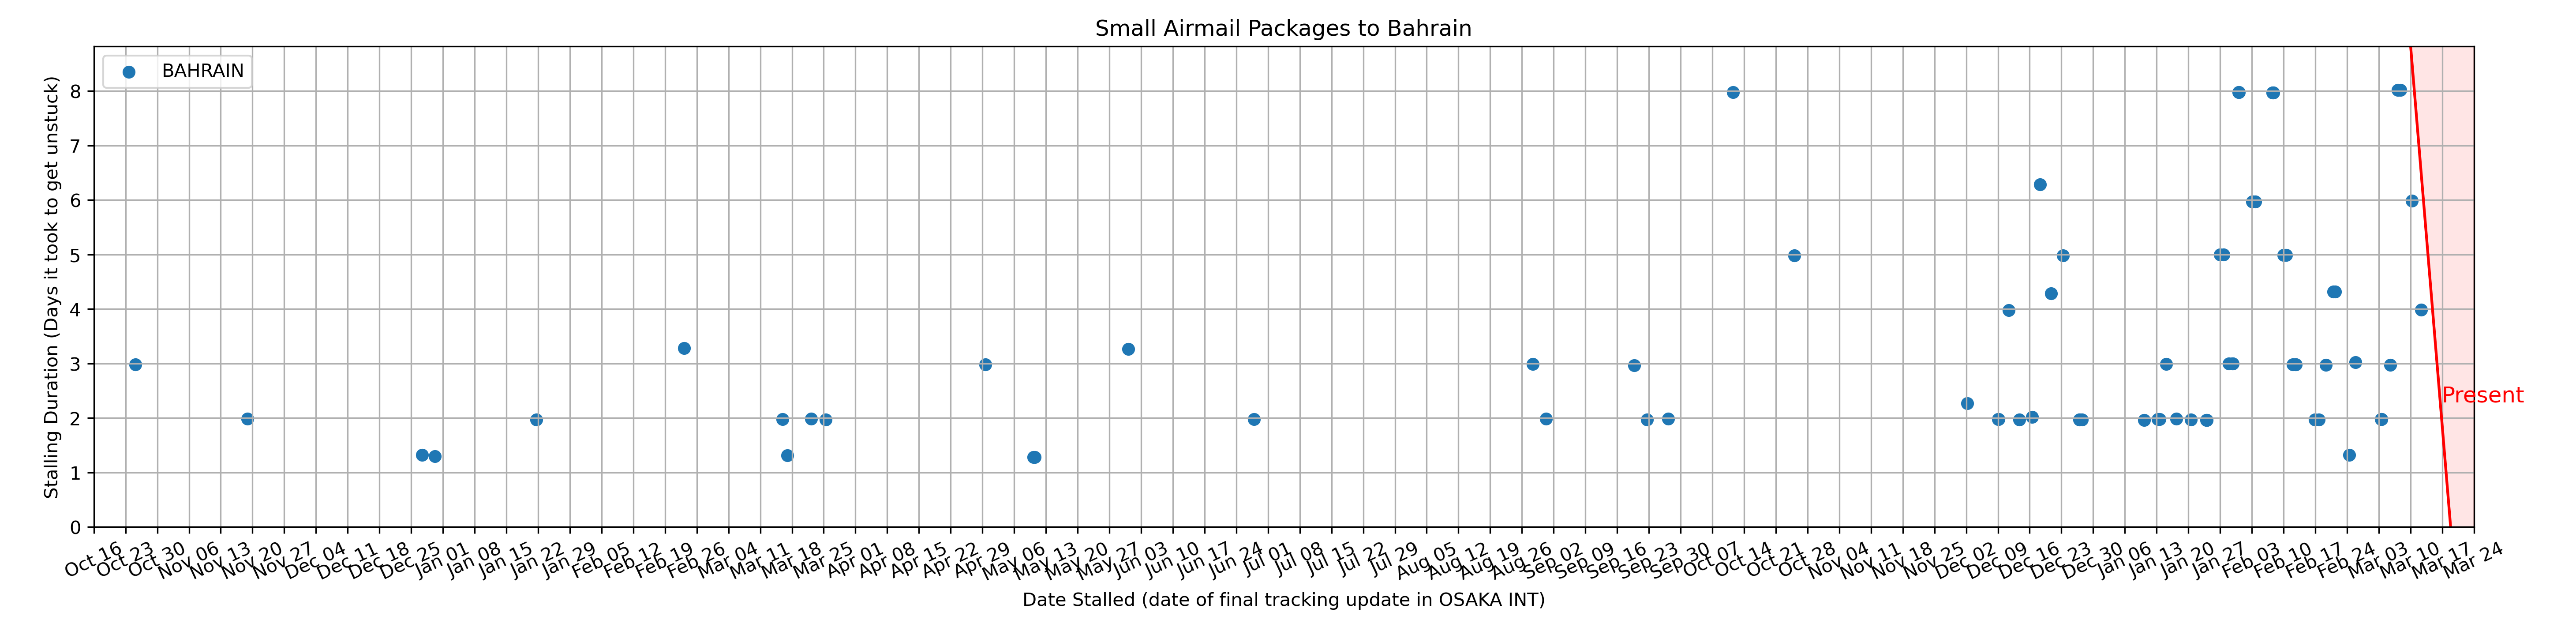 Small Airmail Packages to Bahrain
BAHRAIN
Stalling Duration (Days it took to get unstuck)
8
7
6
5
4
3
2
1
0
Present
Oct 16 Oct 23 Oct 30 Nov 06 Nov 13 Nov 20 Nov 27 Dec 04 Dec 11 Dec 18 Dec 25 Jan 01 Jan 08 Jan 15 Jan 22 Jan 29 Feb 05 Feb 12 Feb 19 Feb 26 Mar 04 Mar 11 Mar 18 Mar 25 Apr 01 Apr 08 Apr 15 Apr 22 Apr 29 May 06 May 13 May 20 May 27 Jun 03 Jun 10 Jun 17 Jun 24 Jul 01 Jul 08 Jul 15 Jul 22 Jul 29 Aug 05 Aug 12 Aug 19 Aug 26 Sep 02 Sep 09 Sep 16 Sep 23 Sep 30 Oct 07 Oct 14 Oct 21 Oct 28 Nov 04 Nov 11 Nov 18 Nov 25 Dec 02 Dec 09 Dec 16 Dec 23 Dec 30 Jan 06 Jan 13 Jan 20 Jan 27 Feb 03 Feb 10 Feb 17 Feb 24 Mar 03 Mar 10 Mar 17 Mar 24
Date Stalled (date of final tracking update in OSAKA INT)